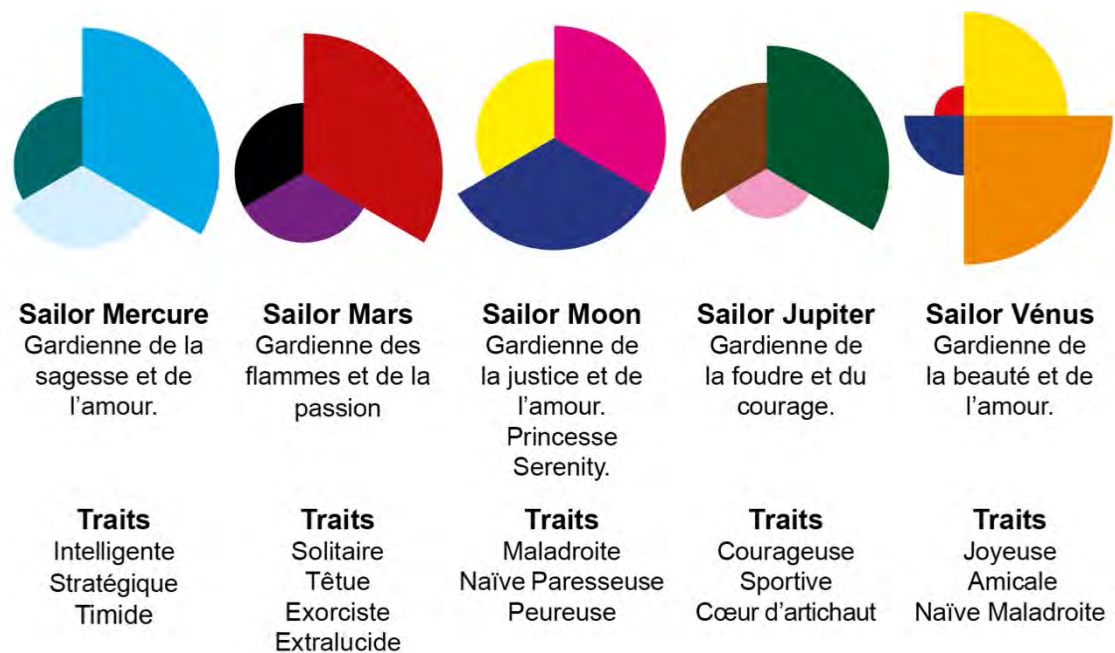 Sailor Mercure
Gardienne de la
sagesse et de
l'amour.
Sailor Mars
Gardienne des
flammes et de la
passion
Sailor Moon
Gardienne de
la justice et de
l'amour.
Princesse
Serenity.
Sailor Jupiter
Gardienne de
la foudre et du
courage.
Sailor Vénus
Gardienne de
la beauté et de
l'amour.
Traits
Intelligente
Stratégique
Timide
Traits
Solitaire
Têtue
Exorciste
Extralucide
Traits
Maladroite
Naïve Paresseuse
Peureuse
Traits
Courageuse
Sportive
Cœur d'artichaut
Traits
Joyeuse
Amicale
Naïve Maladroite